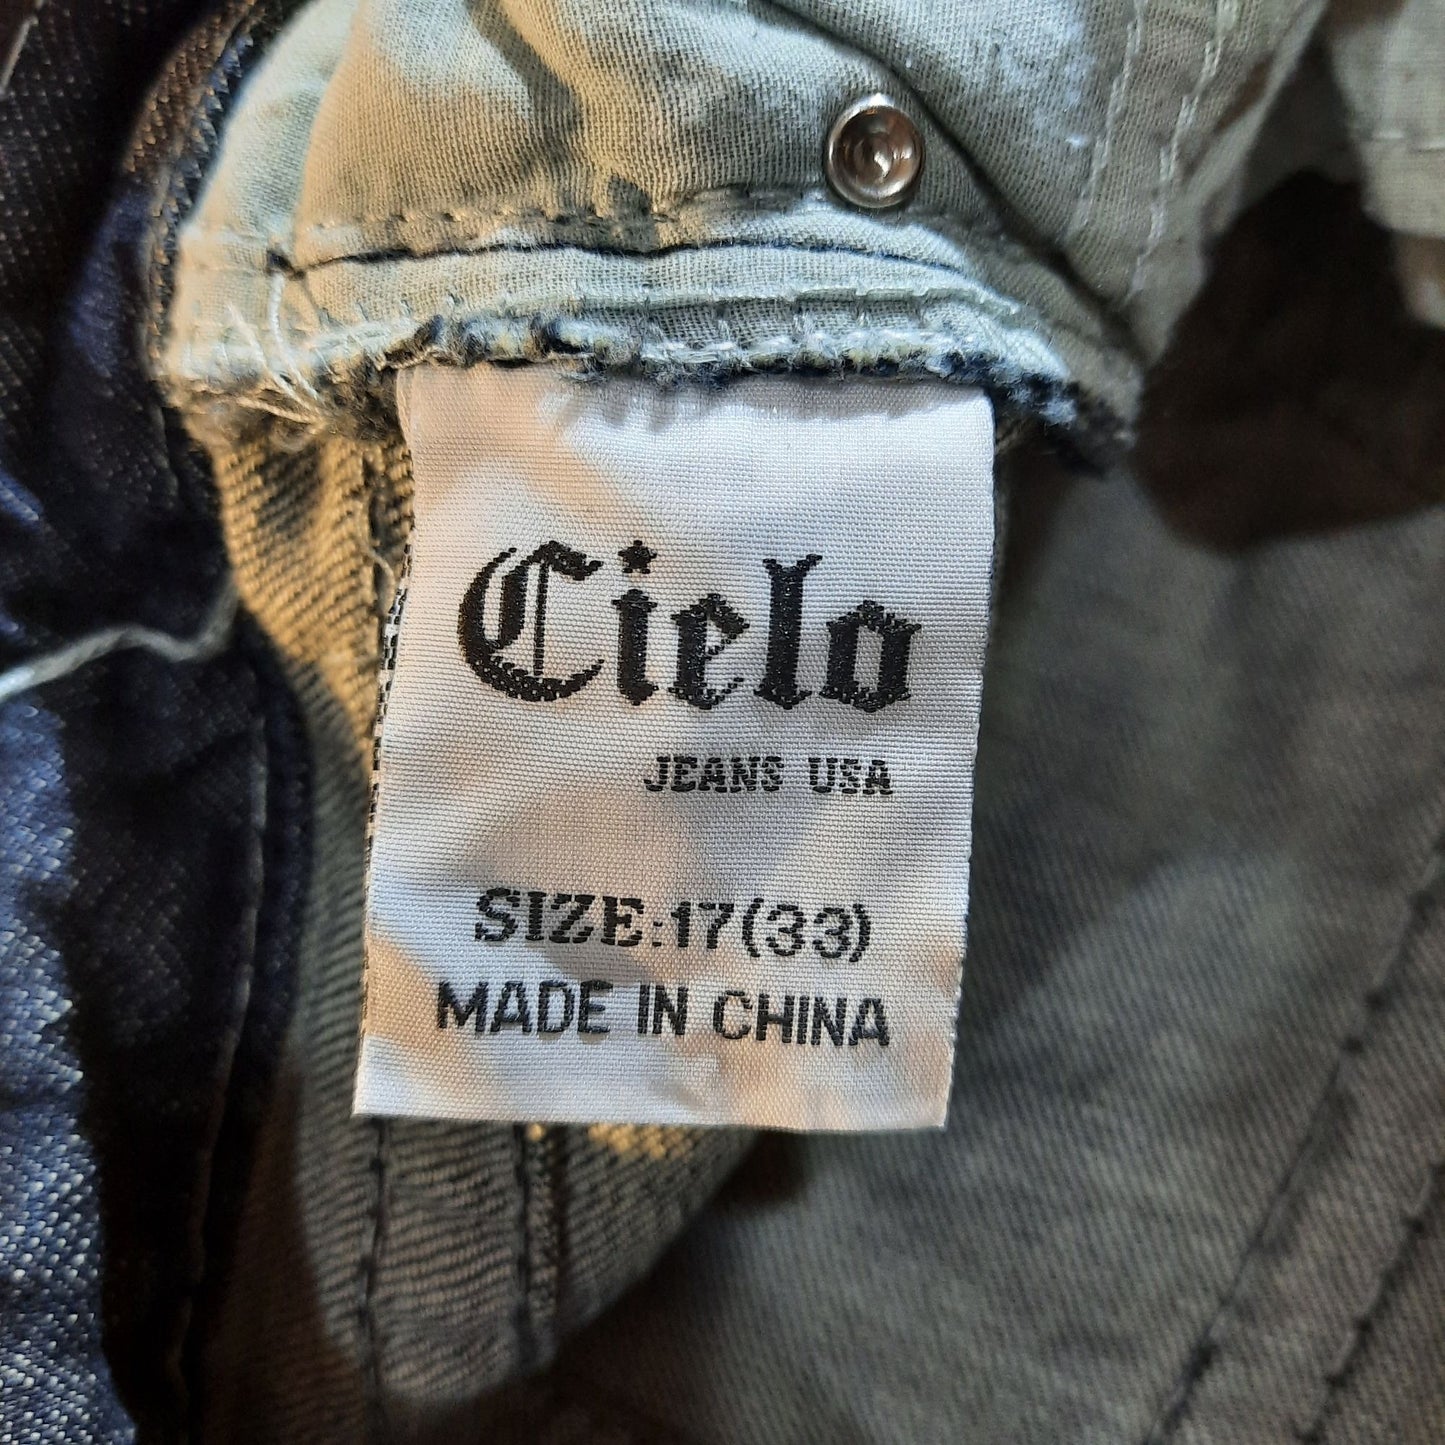 Cielo
JEANS USA
SIZE:17(33)
MADE IN CHINA